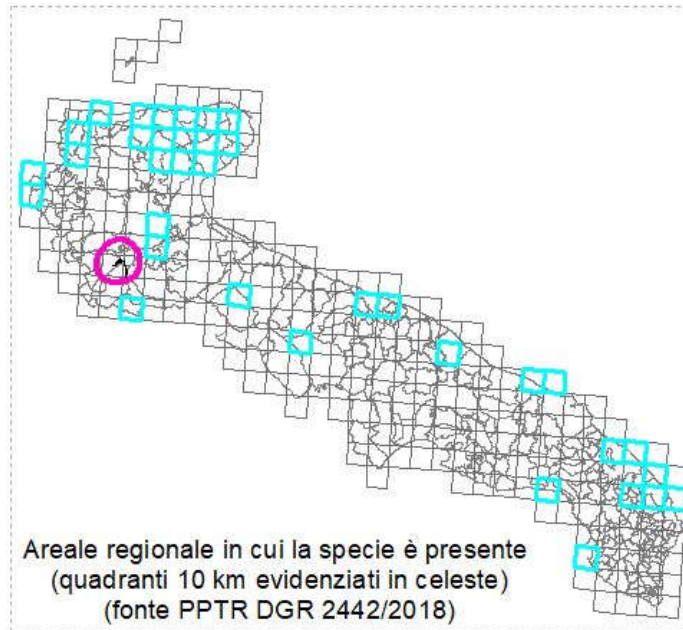 Areale regionale in cui la specie è presente
(quadranti 10 km evidenziati in celeste)
(fonte PPTR DGR 2442/2018)